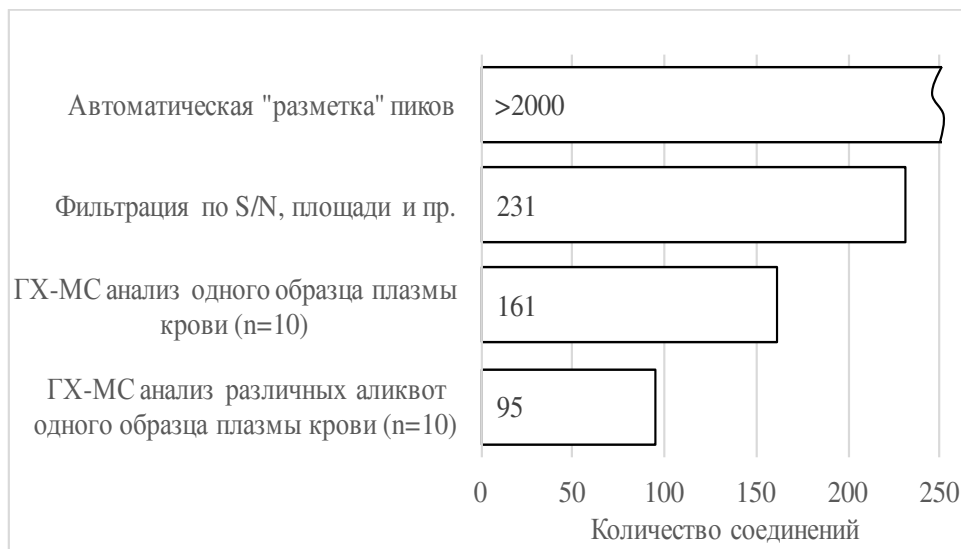 Автоматическая "разметка" пиков
>2000
Фильтрация по S/N, площади и пр.
231
ГХ-МС анализ одного образца плазмы
крови (n=10)
161
ГХ-МС анализ различных аликвот
одного образца плазмы крови (n=10)
95
0 50 100 150 200 250
Количество соединений